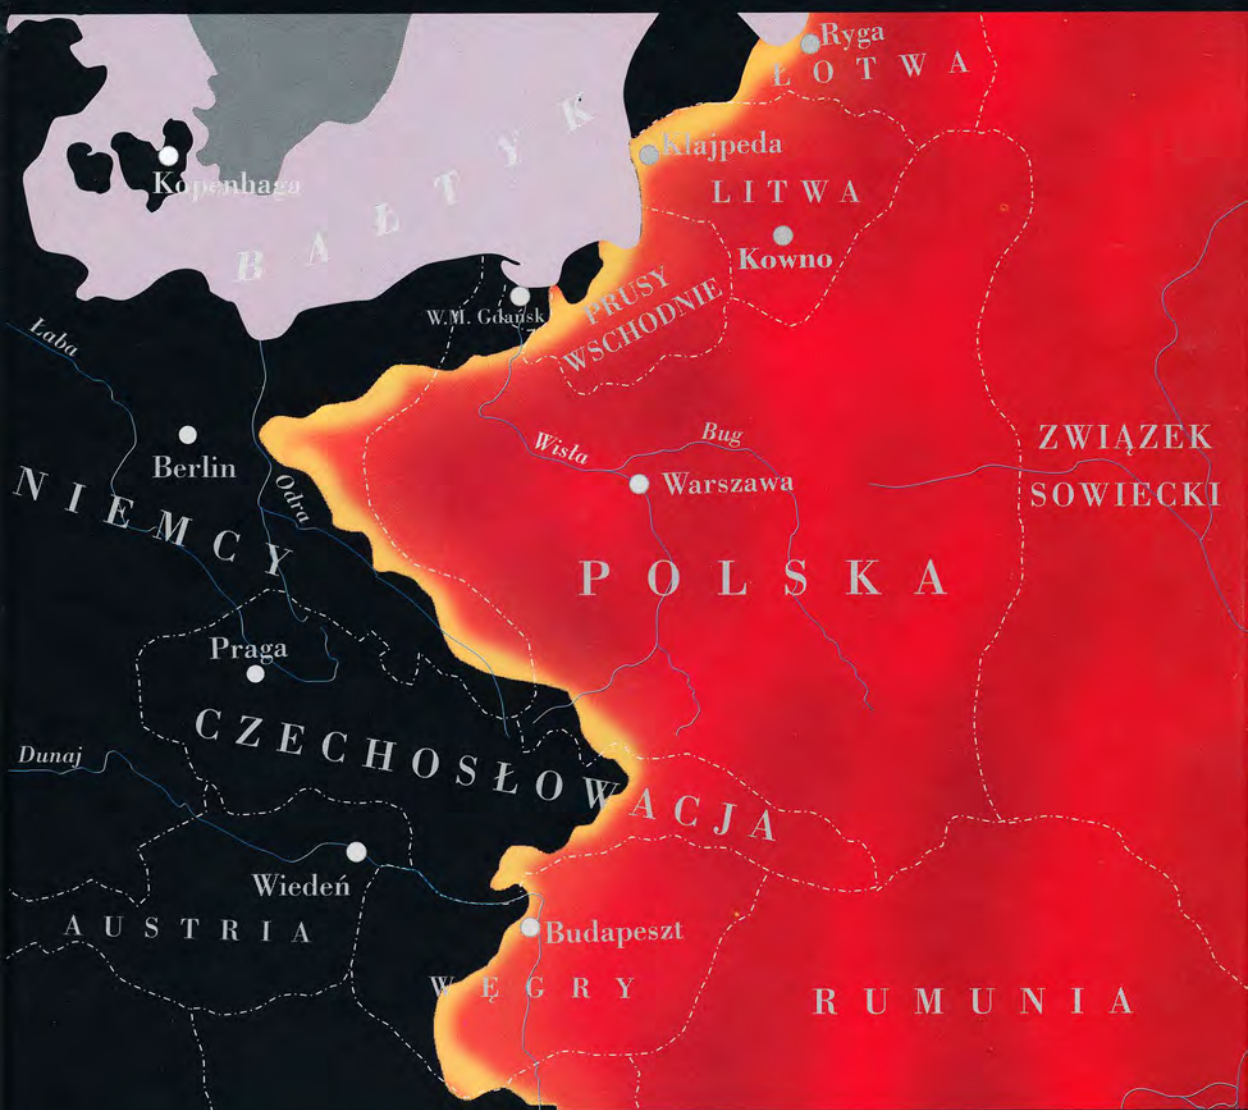 Ryga
ŁOTWA
Kłajpeda
Kopenhaga
LITWA
BAŁTYK
Kowno
PRUSY
WSCHODNIE
W.M. Gdańsk
Łaba
Berlin
Wisła
Bug
ZWIĄZEK
SOWIECKI
Warszawa
Odra
NIEMCY
POLSKA
Praga
CZECHOSŁOWACJA
Dunaj
Wiedeń
AUSTRIA
Budapeszt
WĘGRY
RUMUNIA